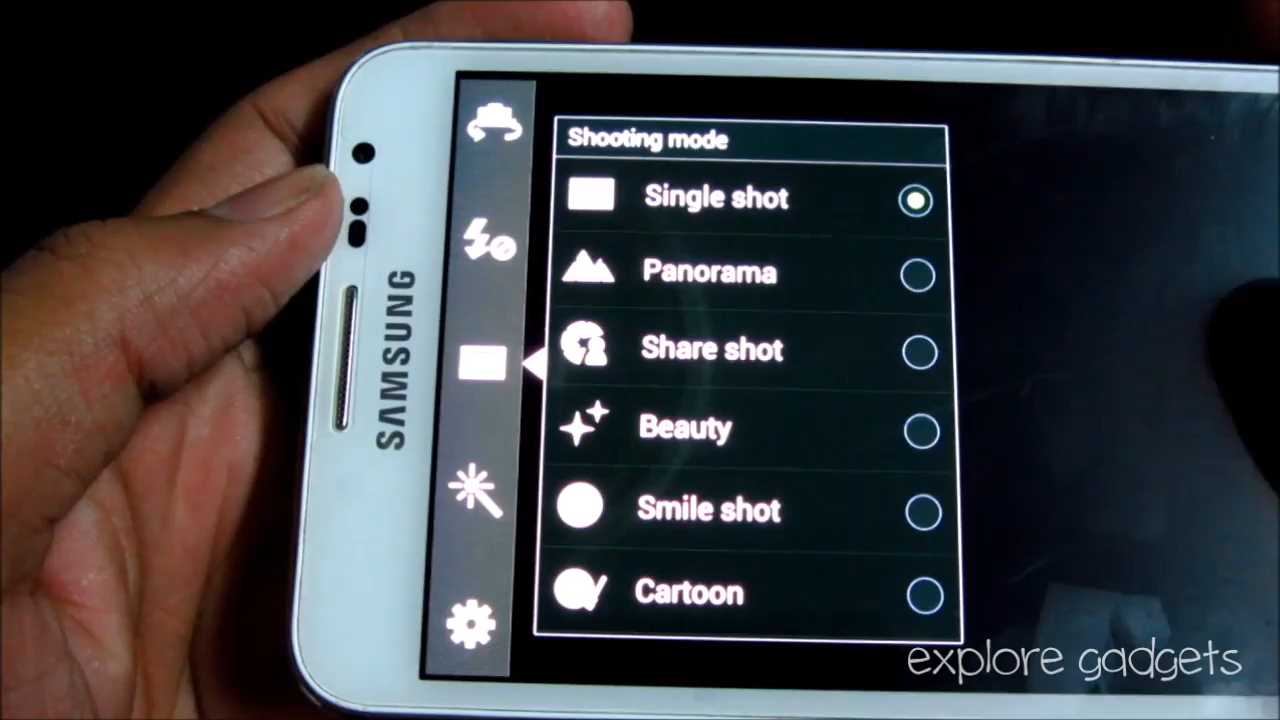 SAMSUNG
Shooting mode
Single shot
Panorama
Share shot
Beauty
Smile shot
Cartoon
explore gadgets